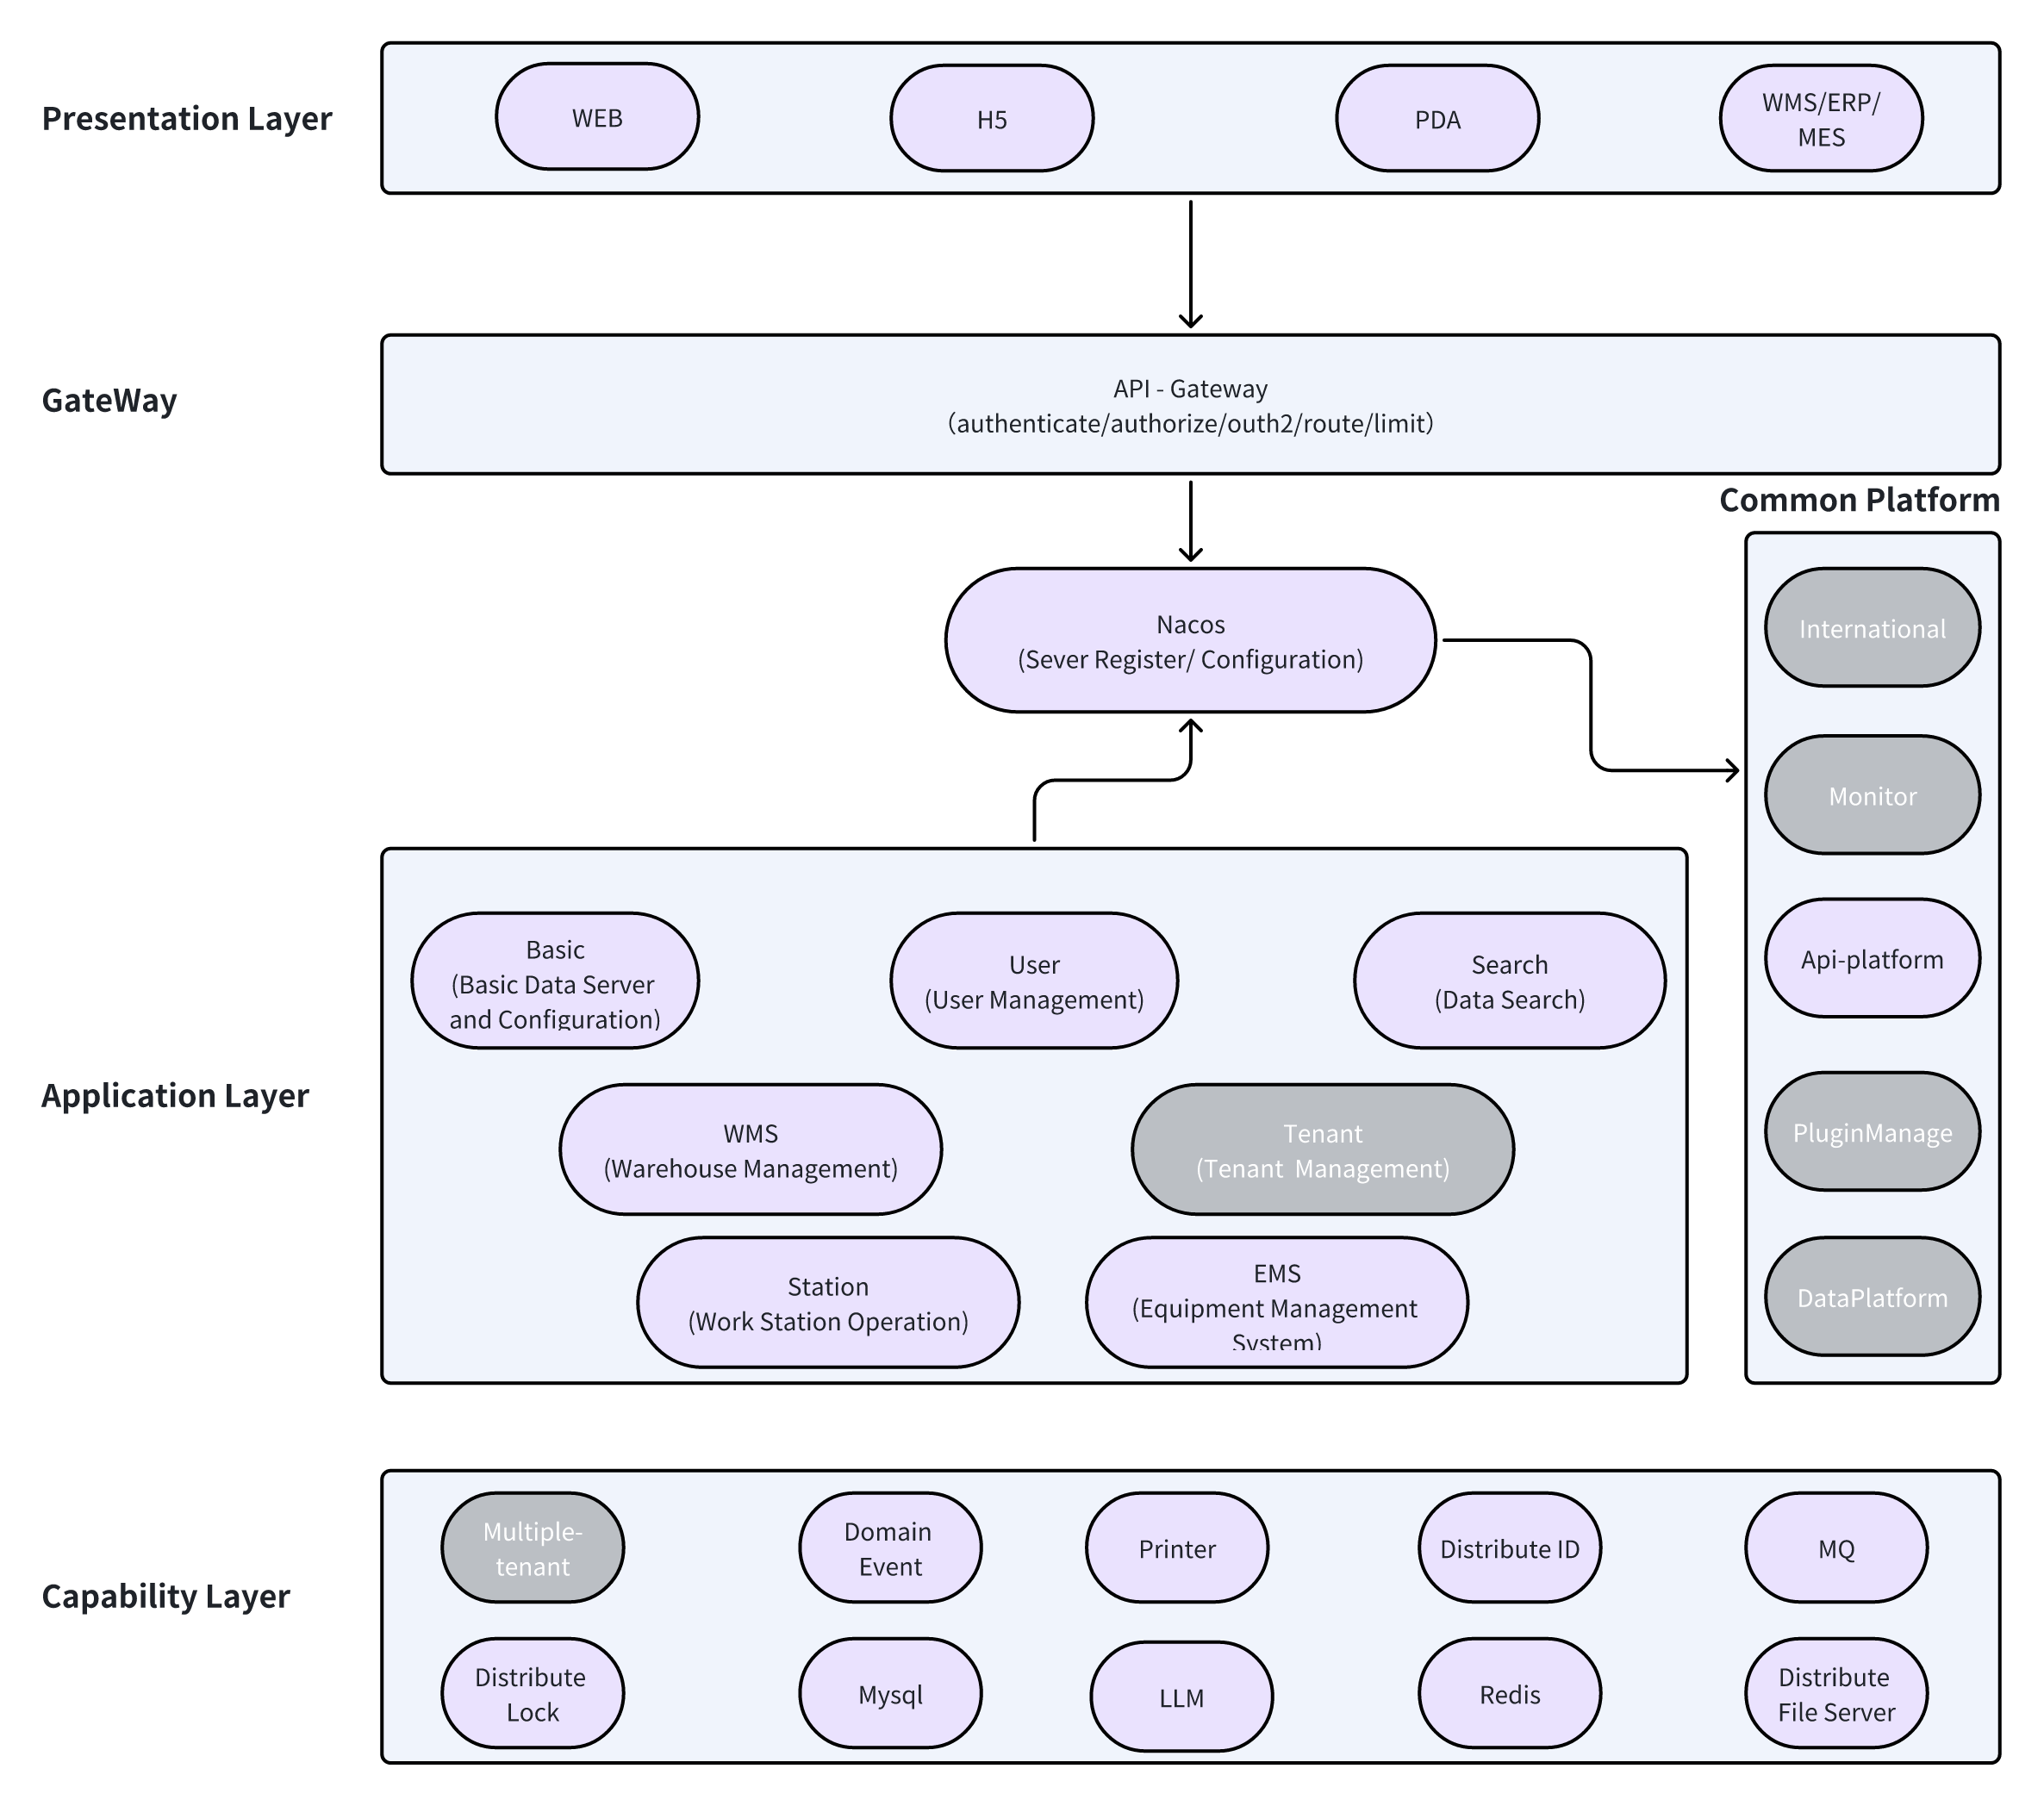 Presentation Layer
WEB
H5
PDA
WMS/ERP/
MES
GateWay
API - Gateway
（authenticate/authorize/outh2/route/limit）
Common Platform
Nacos
(Sever Register/ Configuration)
International
Monitor
Api-platform
PluginManage
DataPlatform
Application Layer
Basic
(Basic Data Server
and Configuration)
User
(User Management)
Search
(Data Search)
WMS
(Warehouse Management)
Tenant
(Tenant  Management)
Station
(Work Station Operation)
EMS
(Equipment Management
System)
Capability Layer
Multiple-
tenant
Domain
Event
Printer
Distribute ID
MQ
Distribute
Lock
Mysql
LLM
Redis
Distribute
File Server